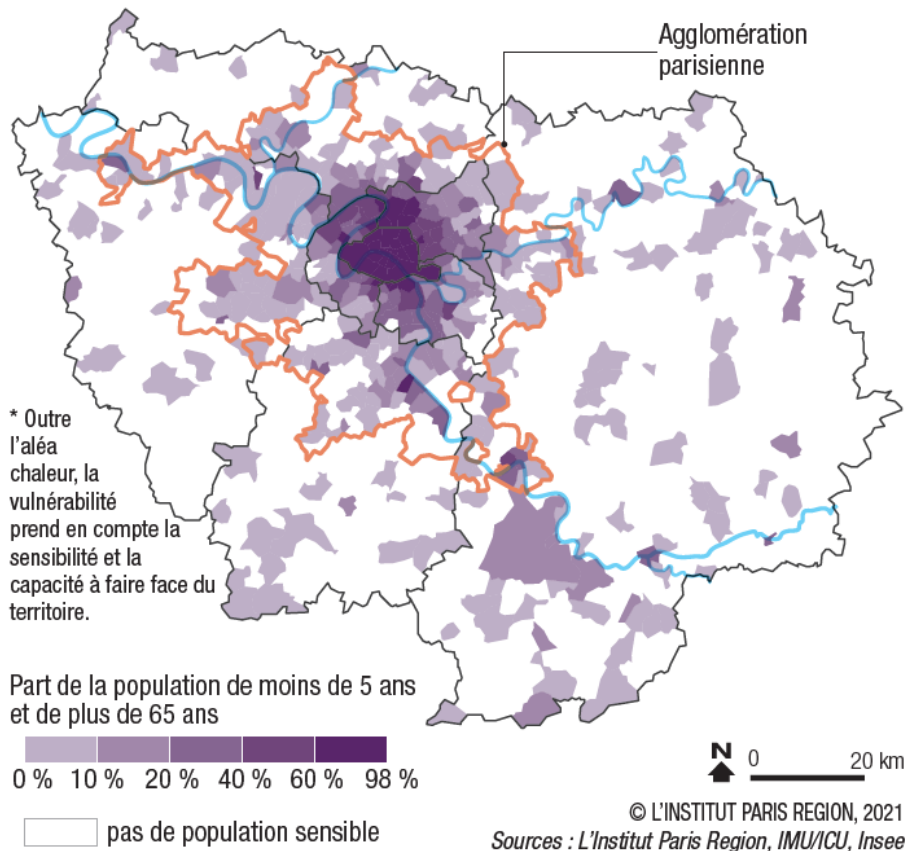 Agglomération
parisienne
* Outre
l'aléa
chaleur, la
vulnérabilité
prend en compte la
sensibilité et la
capacité à faire face du
territoire.
Part de la population de moins de 5 ans
et de plus de 65 ans
0 % 10 % 20 % 40 % 60 % 98 %
pas de population sensible
N 0 20 km
© L'INSTITUT PARIS REGION, 2021
Sources : L'Institut Paris Region, IMU/ICU, Insee